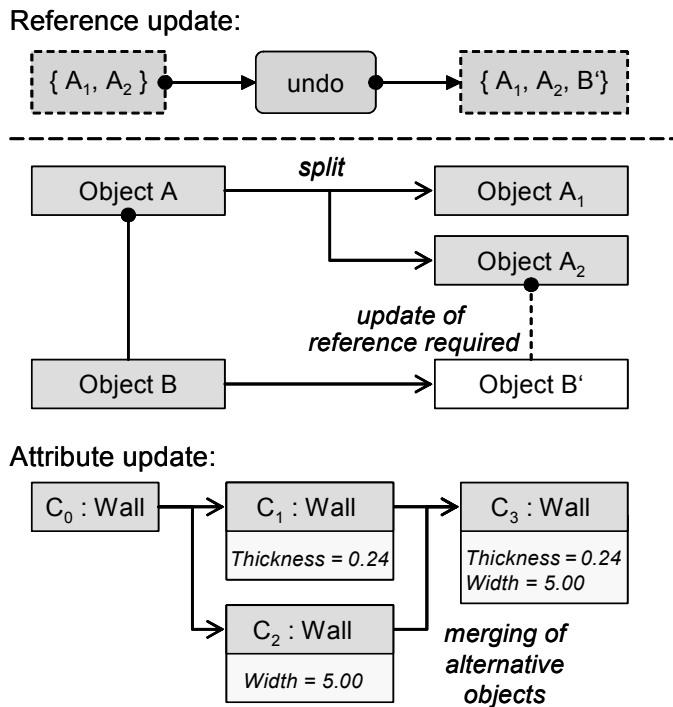 Reference update:
{ A₁, A₂ }
undo
{ A₁, A₂, B‘}
split
Object A
Object A₁
Object A₂
update of
reference required
Object B
Object B‘
Attribute update:
C₀ : Wall
C₁ : Wall
C₃ : Wall
Thickness = 0.24
Thickness = 0.24
Width = 5.00
C₂ : Wall
Width = 5.00
merging of
alternative
objects